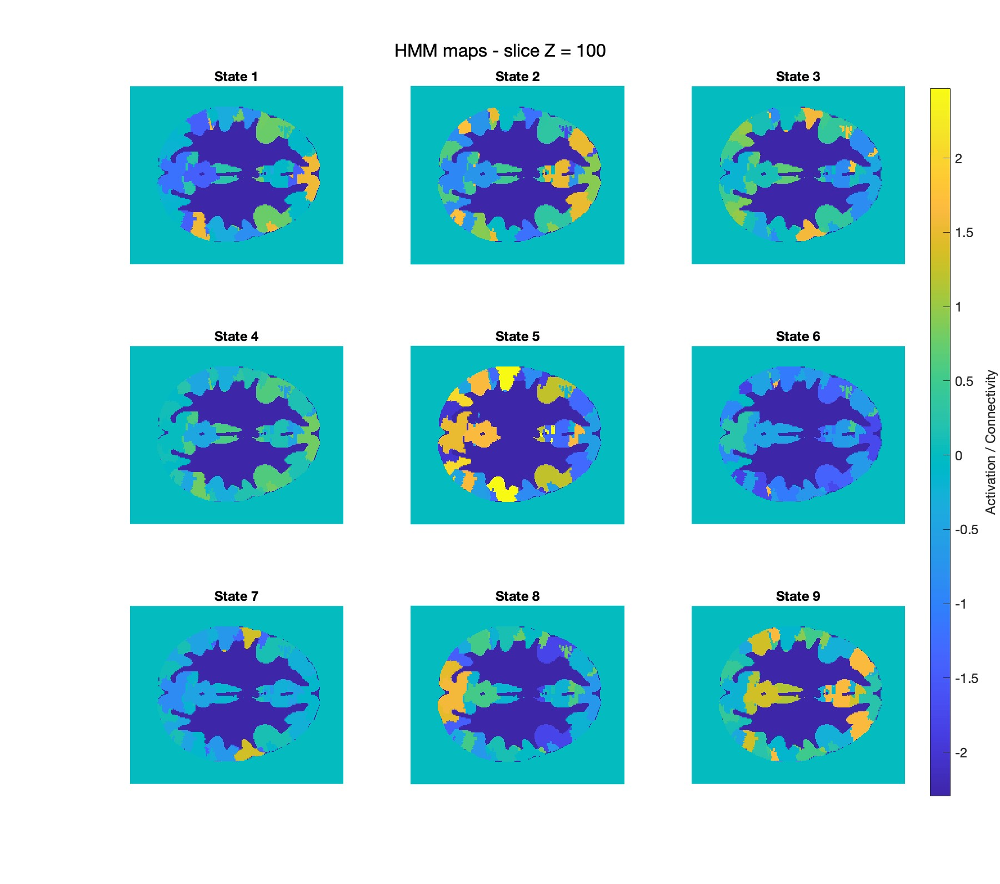 HMM maps - slice Z = 100
State 1
State 2
State 3
State 4
State 5
State 6
State 7
State 8
State 9
2
1.5
1
0.5
0
-0.5
-1
-1.5
-2
Activation / Connectivity